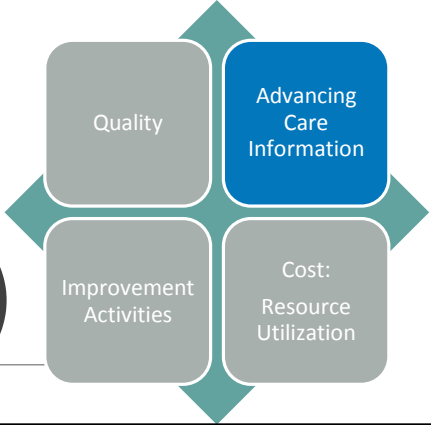 Quality
Advancing
Care
Information
Improvement
Activities
Cost:
Resource
Utilization